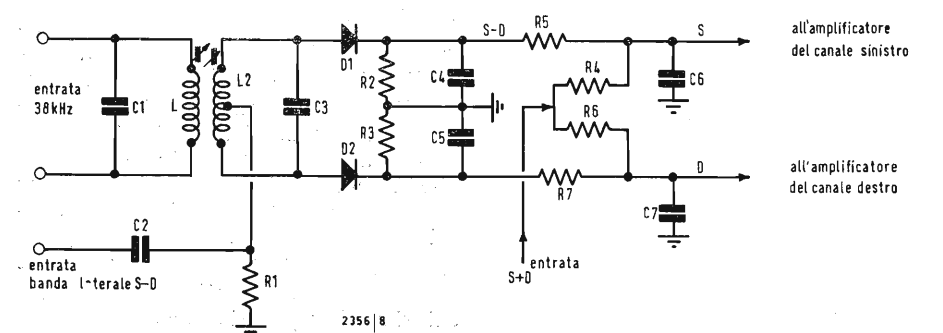 S-D
R5
S
all'amplificatore
del canale sinistro
D1
R2
C4
R4
C6
entrata
38kHz
C1
L
L2
C3
R6
R3
C5
D2
D
all'amplificatore
del canale destro
R7
C7
C2
entrata
banda l-terale S-D
R1
entrata
S+D
2356|8